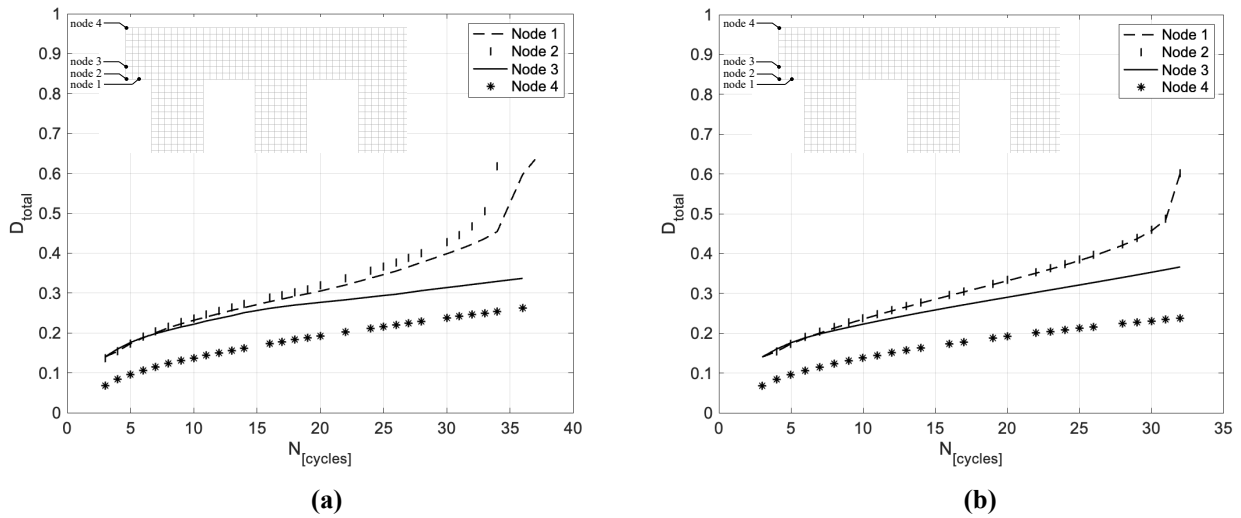 1
0.9
0.8
0.7
0.6
0.5
0.4
0.3
0.2
0.1
0
D_total
node 4
node 3
node 2
node 1
Node 1
Node 2
Node 3
Node 4
0 5 10 15 20 25 30 35 40
N_[cycles]
(a)
1
0.9
0.8
0.7
0.6
0.5
0.4
0.3
0.2
0.1
0
D_total
node 4
node 3
node 2
node 1
Node 1
Node 2
Node 3
Node 4
0 5 10 15 20 25 30 35
N_[cycles]
(b)